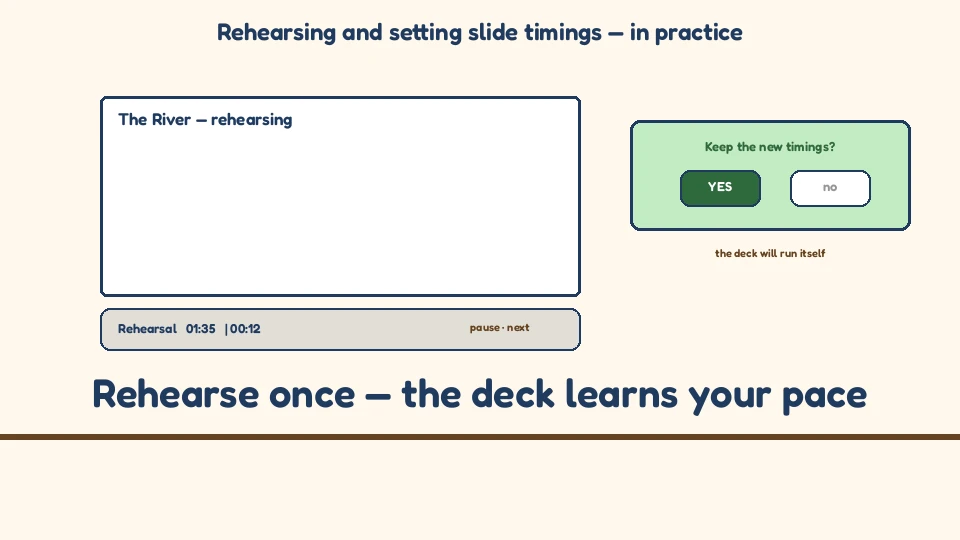 Rehearsing and setting slide timings — in practice
The River — rehearsing
Keep the new timings?
YES
no
the deck will run itself
Rehearsal 01:35 | 00:12
pause · next
Rehearse once — the deck learns your pace